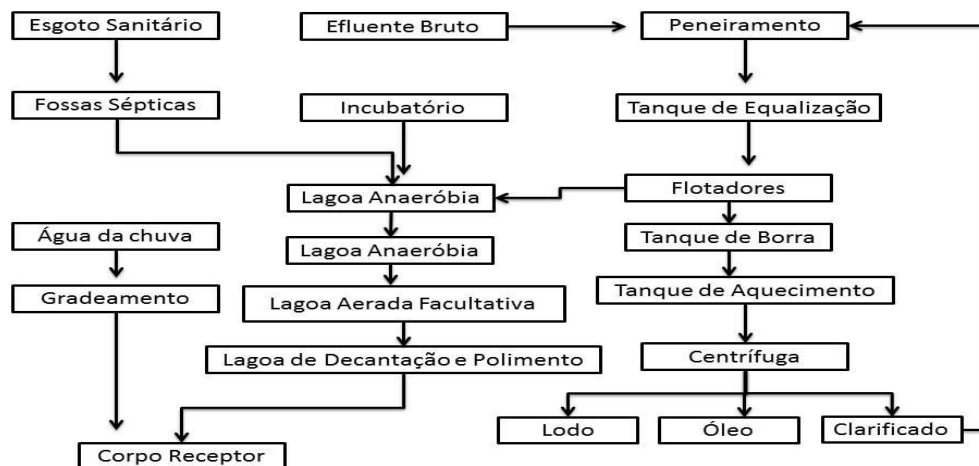 Esgoto Sanitário
Efluente Bruto
Peneiramento
Fossas Sépticas
Incubatório
Tanque de Equalização
Lagoa Anaeróbia
Flotadores
Água da chuva
Lagoa Anaeróbia
Tanque de Borra
Gradeamento
Lagoa Aerada Facultativa
Tanque de Aquecimento
Lagoa de Decantação e Polimento
Centrífuga
Lodo
Óleo
Clarificado
Corpo Receptor